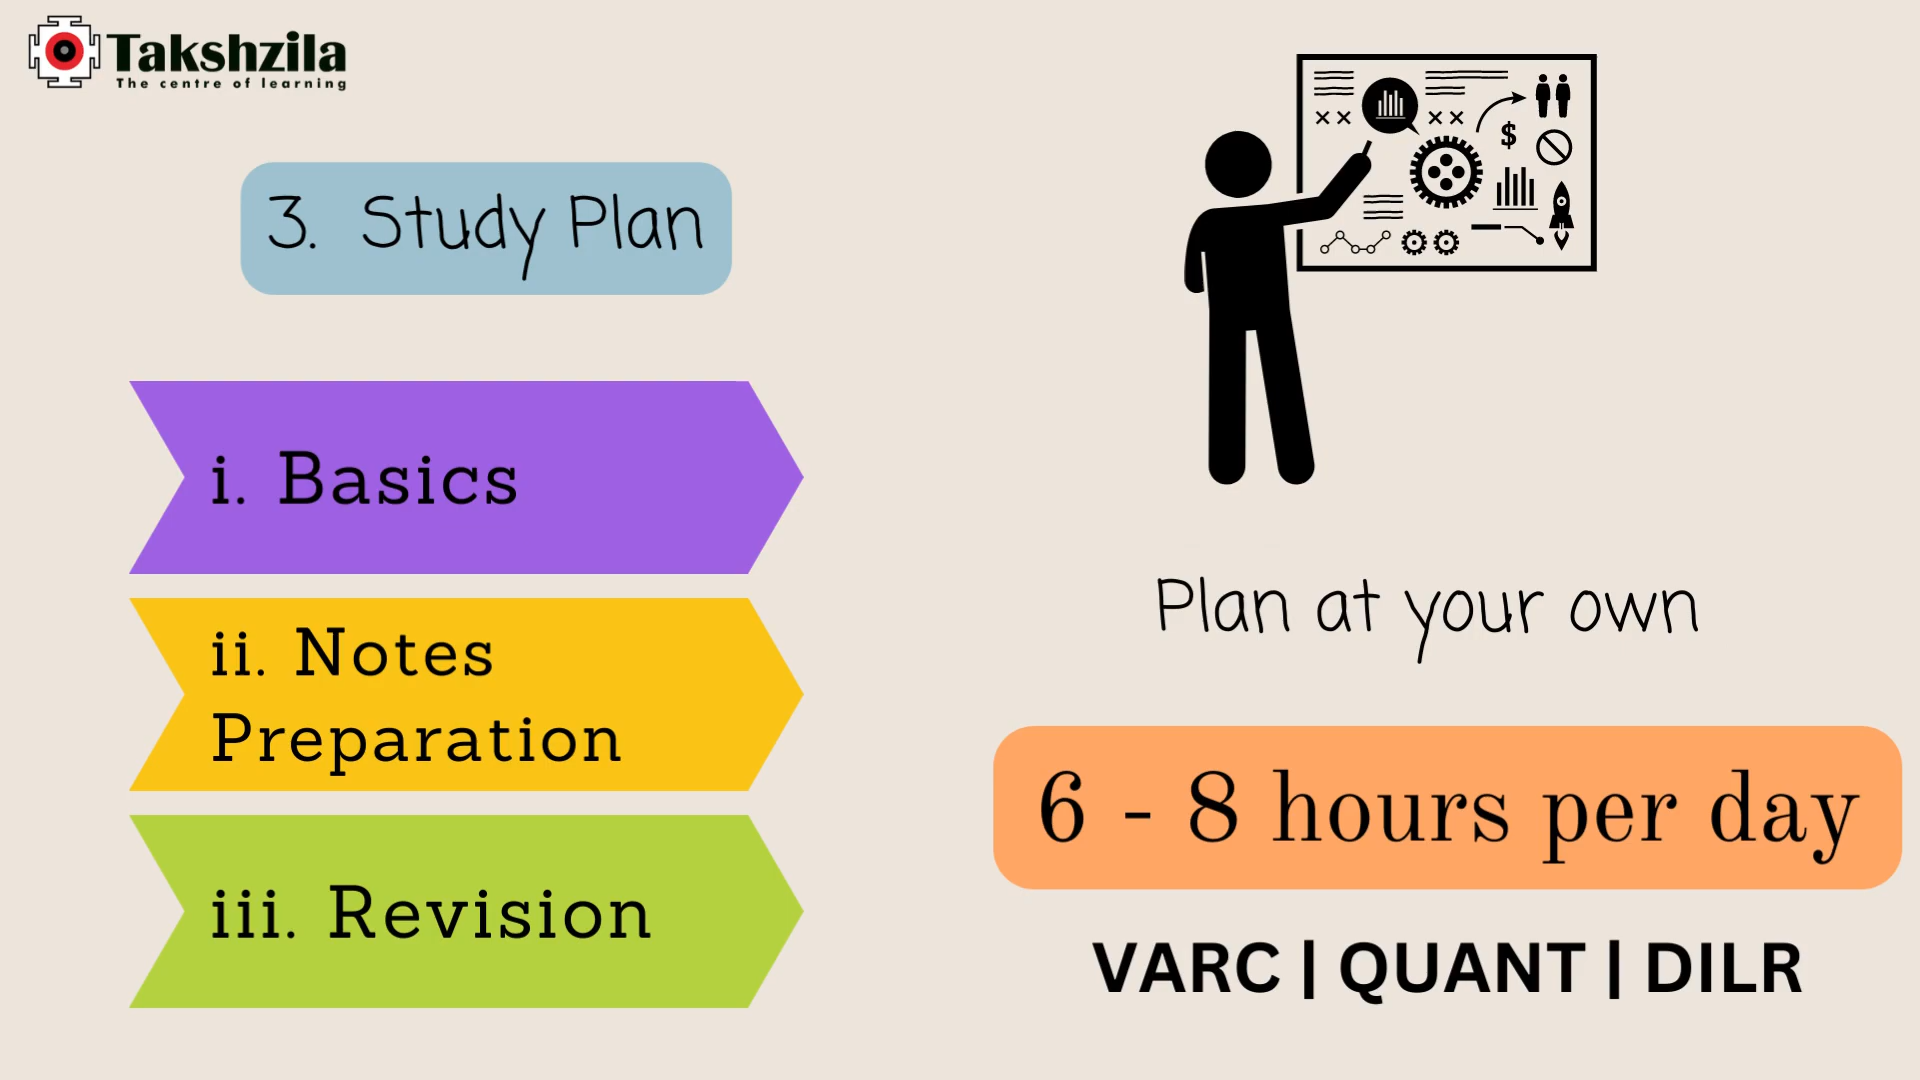 Takshzila
The centre of learning
3. Study Plan
i. Basics
ii. Notes
Preparation
iii. Revision
$
Plan at your own
6 - 8 hours per day
VARC | QUANT | DILR